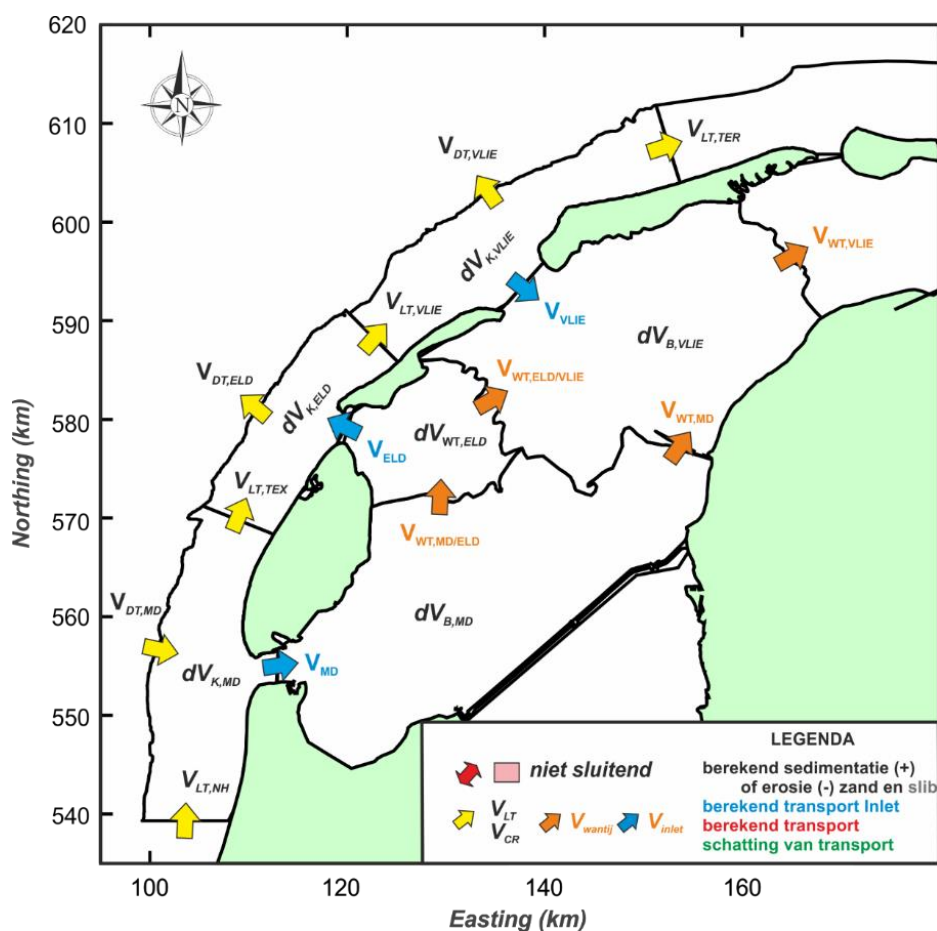 620
610
600
590
580
570
560
550
540
Northing (km)
100
120
140
160
Easting (km)
N
V_DT,VLIE
V_LT,TER
dV_K,VLIE
V_WT,VLIE
V_LT,VLIE
V_VLIE
dV_B,VLIE
V_DT,ELD
dV_K,ELD
V_WT,ELD/VLIE
V_WT,MD
V_ELD
dV_WT,ELD
V_LT,TEX
V_WT,MD/ELD
V_DT,MD
dV_K,MD
V_MD
dV_B,MD
V_LT,NH
LEGENDA
niet sluitend
berekend sedimentatie (+)
of erosie (-) zand en slib
V_LT
V_CR
V_wantij
V_inlet
berekend transport Inlet
berekend transport
schatting van transport